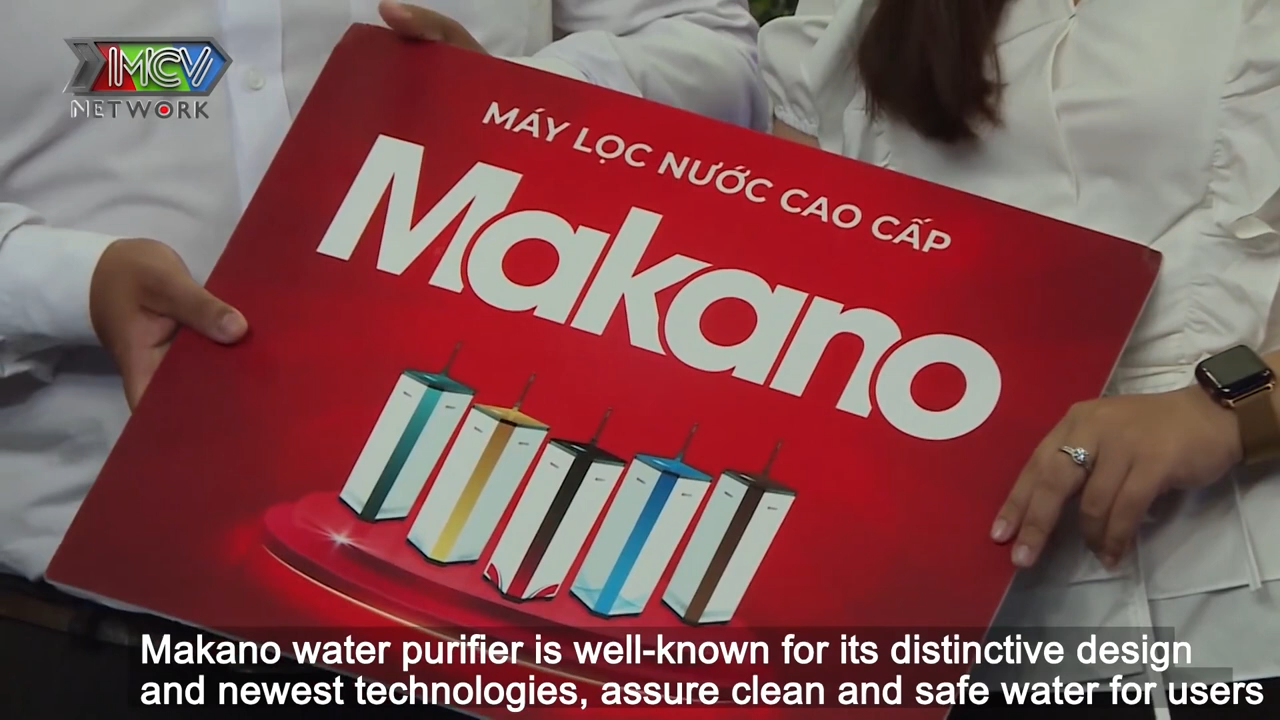 MCV
NETWORK
MÁY LỌC NƯỚC CAO CẤP
Makano
Makano water purifier is well-known for its distinctive design
and newest technologies, assure clean and safe water for users